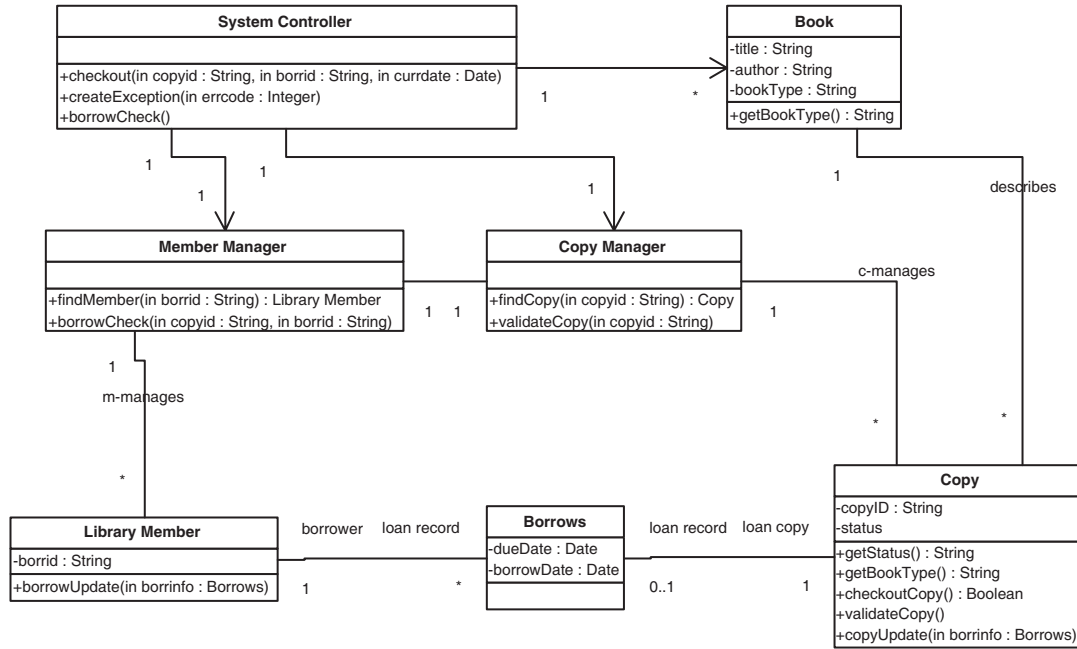 System Controller
+checkout(in copyid : String, in borrid : String, in currdate : Date)
+createException(in errcode : Integer)
+borrowCheck()
Book
-title : String
-author : String
-bookType : String
+getBookType() : String
1
*
1
1
1
1
1
describes
*
Member Manager
+findMember(in borrid : String) : Library Member
+borrowCheck(in copyid : String, in borrid : String)
1
1
Copy Manager
+findCopy(in copyid : String) : Copy
+validateCopy(in copyid : String)
c-manages
1
*
1
m-manages
*
Library Member
-borrid : String
+borrowUpdate(in borrinfo : Borrows)
borrower
loan record
1
*
Borrows
-dueDate : Date
-borrowDate : Date
loan record
loan copy
0..1
1
Copy
-copyID : String
-status
+getStatus() : String
+getBookType() : String
+checkoutCopy() : Boolean
+validateCopy()
+copyUpdate(in borrinfo : Borrows)